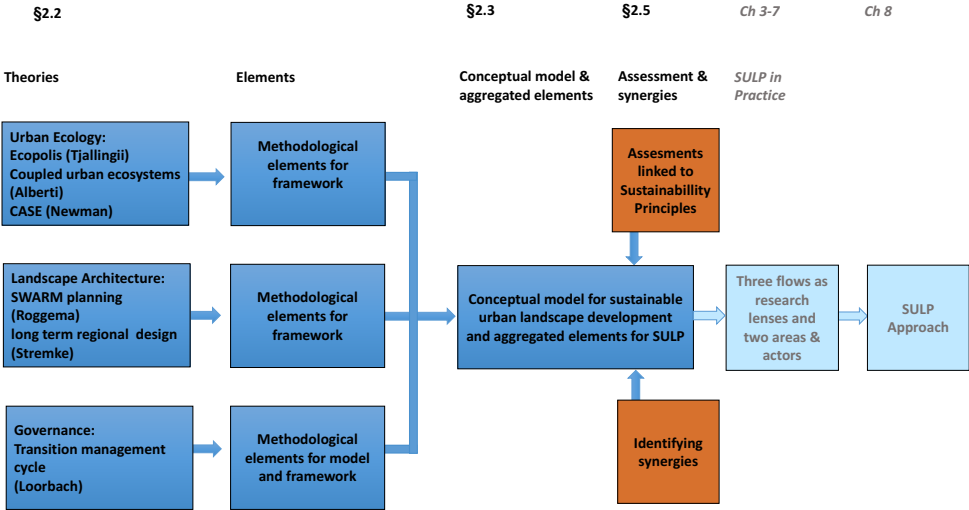 §2.2
§2.3
§2.5
Ch 3-7
Ch 8
Theories
Elements
Conceptual model &
aggregated elements
Assessment &
synergies
SULP in
Practice
Urban Ecology:
Ecopolis (Tjallingii)
Coupled urban ecosystems
(Alberti)
CASE (Newman)
Methodological
elements for
framework
Assesments
linked to
Sustainabillity
Principles
Landscape Architecture:
SWARM planning
(Roggema)
long term regional design
(Stremke)
Methodological
elements for
framework
Conceptual model for sustainable
urban landscape development
and aggregated elements for SULP
Three flows as
research
lenses and
two areas &
actors
SULP
Approach
Governance:
Transition management
cycle
(Loorbach)
Methodological
elements for model
and framework
Identifying
synergies